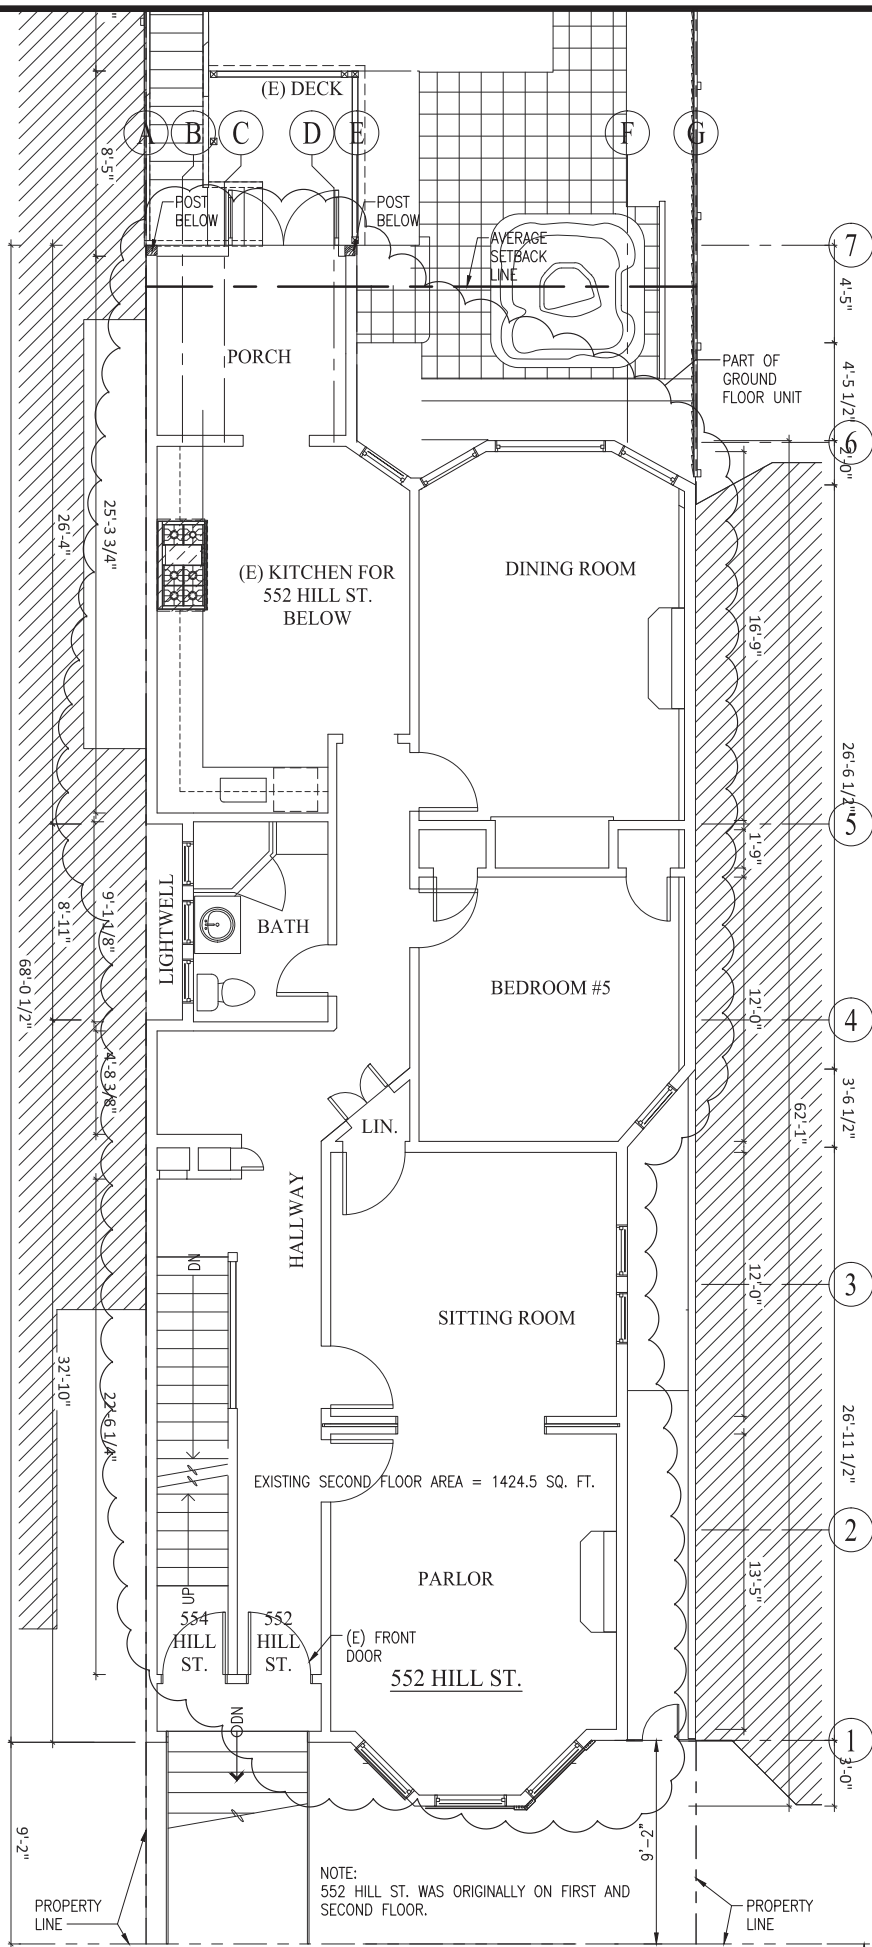 (E) DECK
A
B
C
D
E
F
G
8'-5"
POST
BELOW
POST
BELOW
AVERAGE
SETBACK
LINE
7
4'-5"
PORCH
PART OF
GROUND
FLOOR UNIT
4'-5 1/2"
6
2'-0"
26'-4"
25'-3 3/4"
(E) KITCHEN FOR
552 HILL ST.
BELOW
DINING ROOM
16'-9"
26'-6 1/2"
5
1'-9"
LIGHTWELL
9'-1 1/8"
8'-11"
68'-0 1/2"
BATH
BEDROOM #5
12'-0"
4
4'-8 3/8"
LIN.
3'-6 1/2"
62'-1"
HALLWAY
DN
3
12'-0"
SITTING ROOM
32'-10"
22'-6 1/4"
26'-11 1/2"
EXISTING SECOND FLOOR AREA = 1424.5 SQ. FT.
2
PARLOR
13'-5"
UP
554
HILL
ST.
552
HILL
ST.
(E) FRONT
DOOR
552 HILL ST.
DN
1
3'-0"
9'-2"
9'-2"
NOTE:
552 HILL ST. WAS ORIGINALLY ON FIRST AND
SECOND FLOOR.
PROPERTY
LINE
PROPERTY
LINE